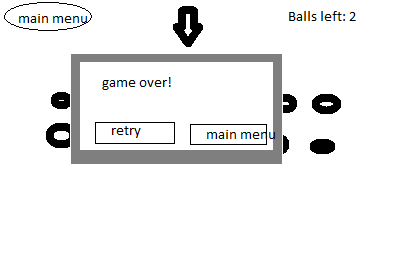 main menu
Balls left: 2
game over!
retry
main menu